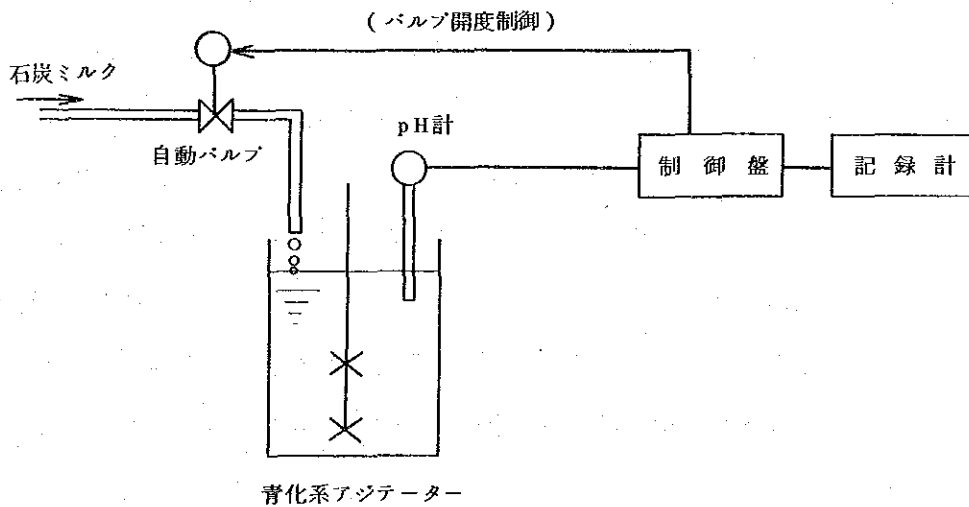 (バルブ開度制御)
石炭ミルク
自動バルブ
pH計
制御盤
記録計
青化系アジテーター